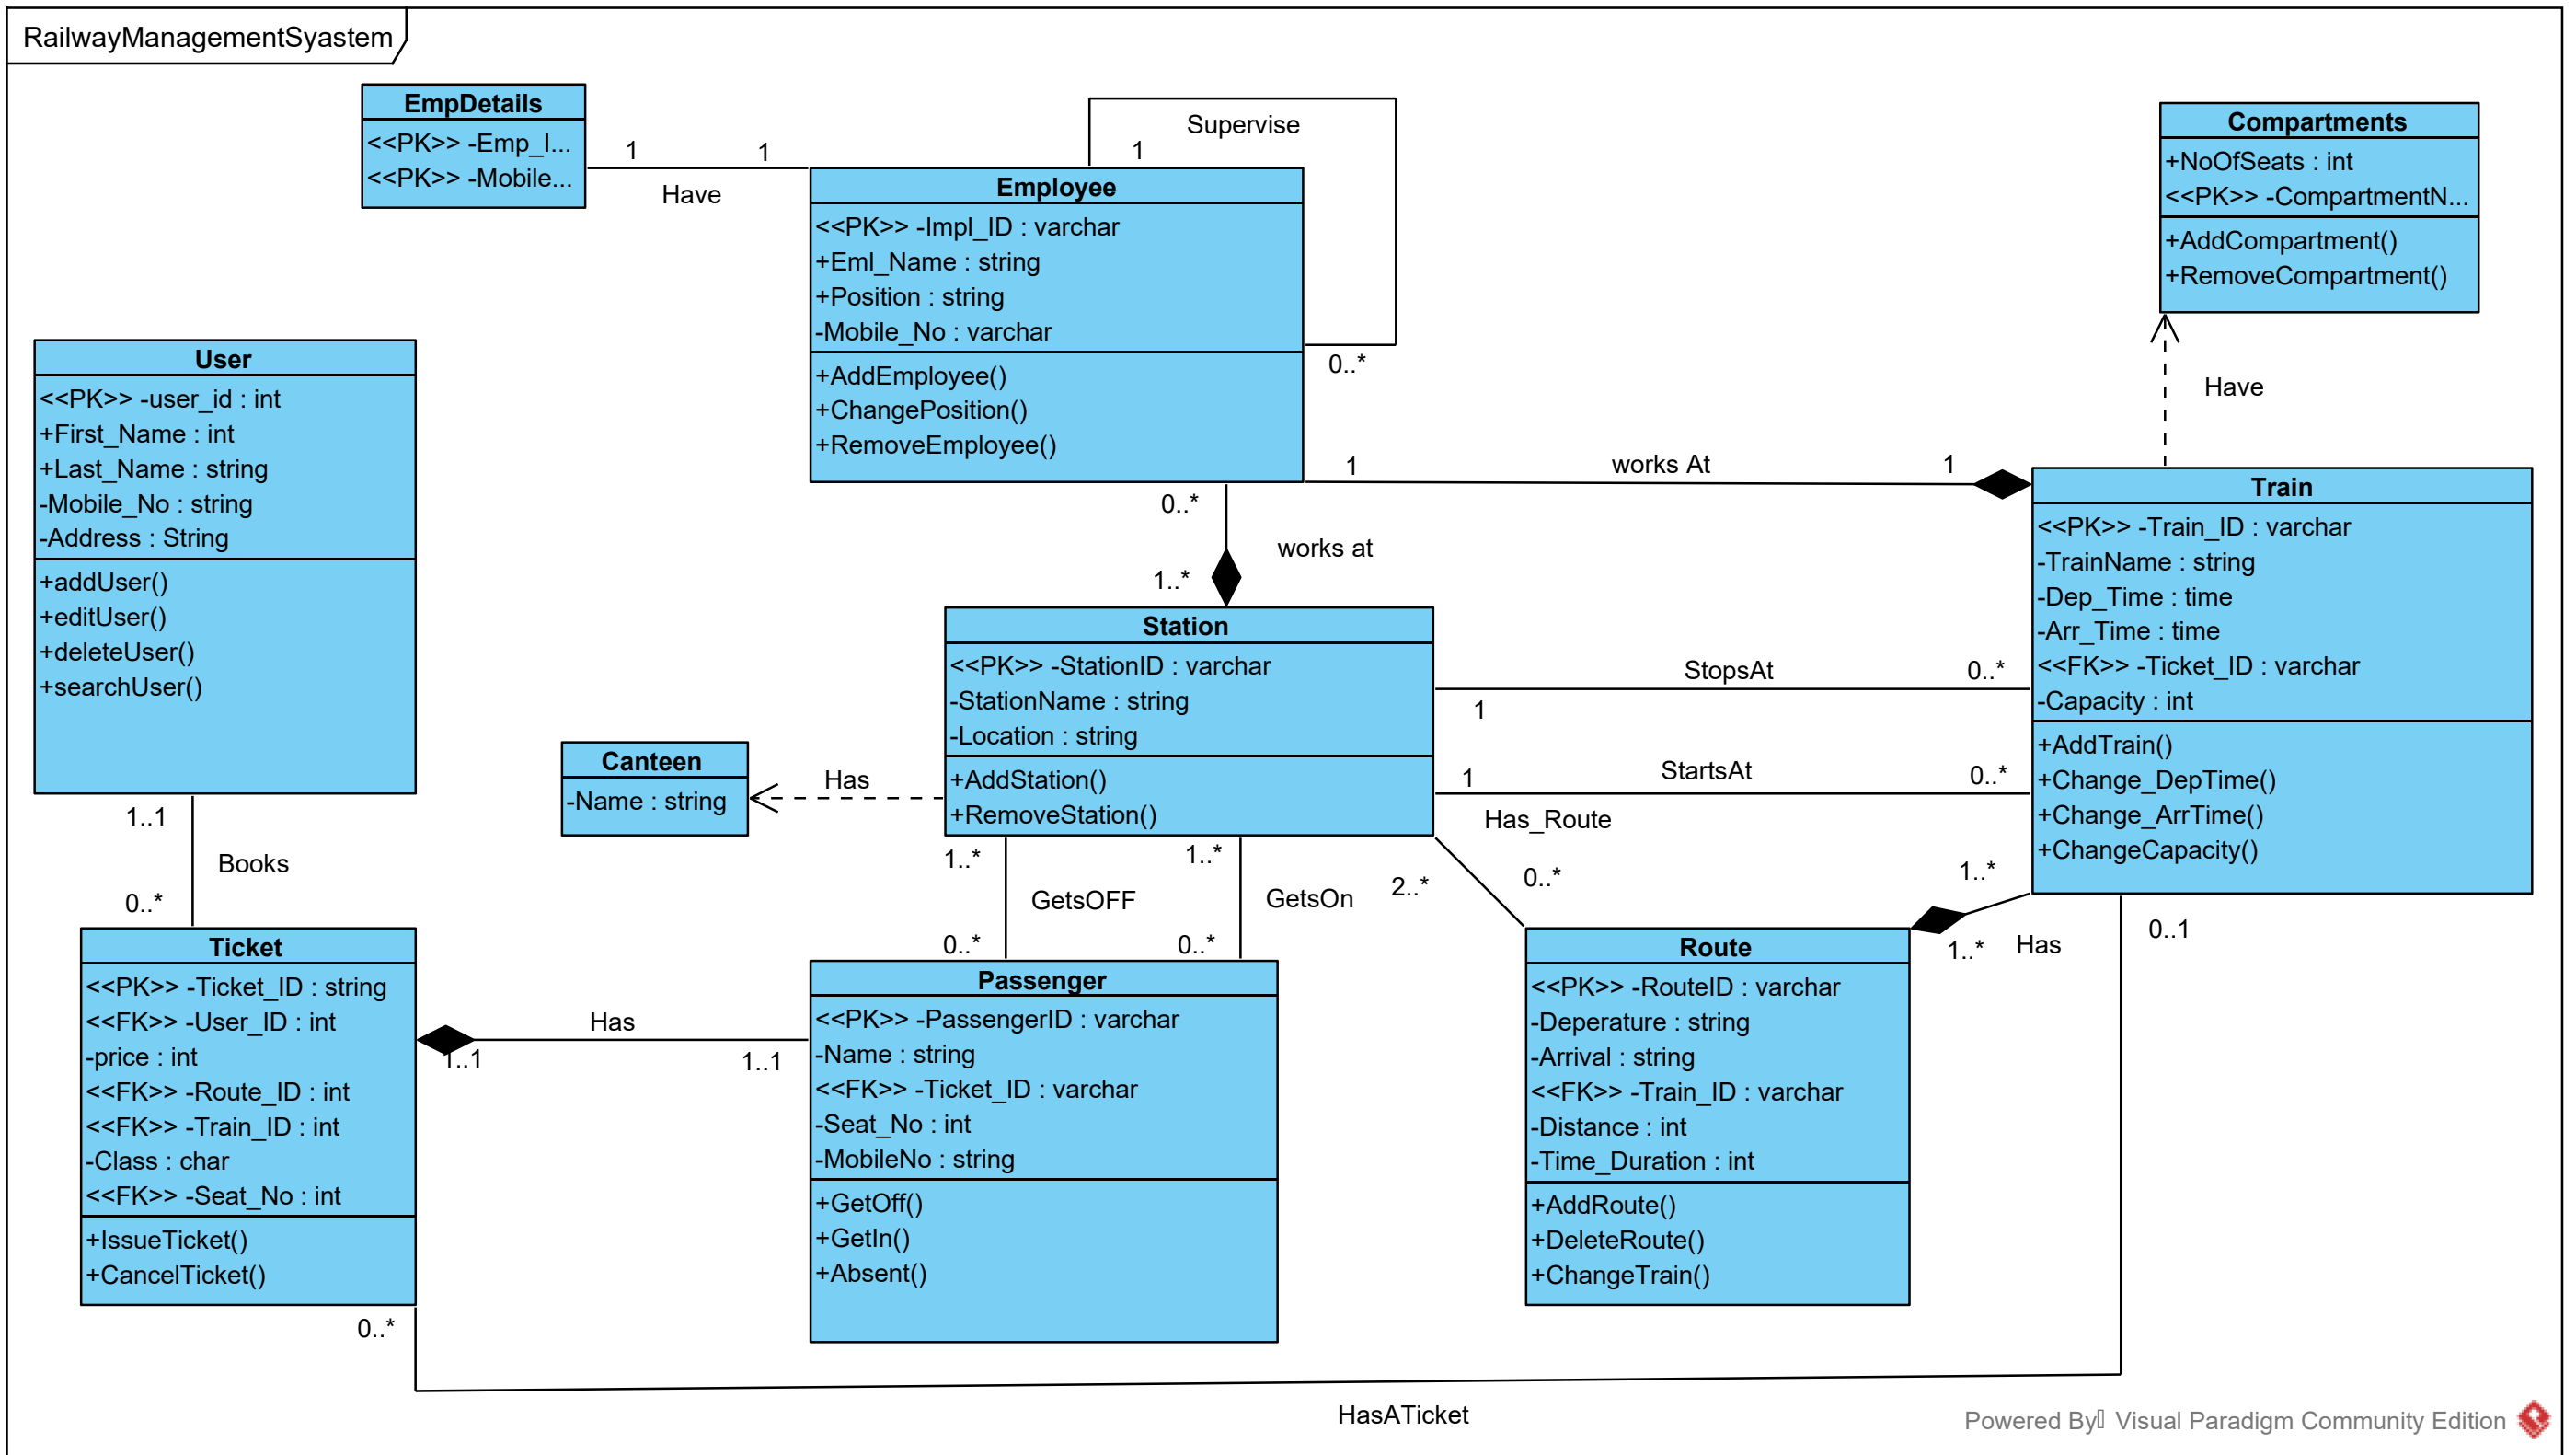 RailwayManagementSyastem
EmpDetails
<<PK>> -Emp_I...
<<PK>> -Mobile...
1
1
Have
Supervise
1
0..*
Employee
<<PK>> -Impl_ID : varchar
+Eml_Name : string
+Position : string
-Mobile_No : varchar
+AddEmployee()
+ChangePosition()
+RemoveEmployee()
Compartments
+NoOfSeats : int
<<PK>> -CompartmentN...
+AddCompartment()
+RemoveCompartment()
Have
User
<<PK>> -user_id : int
+First_Name : int
+Last_Name : string
-Mobile_No : string
-Address : String
+addUser()
+editUser()
+deleteUser()
+searchUser()
1
works At
1
0..*
works at
1..*
Train
<<PK>> -Train_ID : varchar
-TrainName : string
-Dep_Time : time
-Arr_Time : time
<<FK>> -Ticket_ID : varchar
-Capacity : int
+AddTrain()
+Change_DepTime()
+Change_ArrTime()
+ChangeCapacity()
Station
<<PK>> -StationID : varchar
-StationName : string
-Location : string
+AddStation()
+RemoveStation()
StopsAt
0..*
1
StartsAt
0..*
1
Canteen
-Name : string
Has
Has_Route
0..*
2..*
1..*
1..*
Has
0..1
1..1
Books
0..*
1..*
GetsOFF
0..*
1..*
GetsOn
0..*
Ticket
<<PK>> -Ticket_ID : string
<<FK>> -User_ID : int
-price : int
<<FK>> -Route_ID : int
<<FK>> -Train_ID : int
-Class : char
<<FK>> -Seat_No : int
+IssueTicket()
+CancelTicket()
Has
1..1
1..1
Passenger
<<PK>> -PassengerID : varchar
-Name : string
<<FK>> -Ticket_ID : varchar
-Seat_No : int
-MobileNo : string
+GetOff()
+GetIn()
+Absent()
Route
<<PK>> -RouteID : varchar
-Deperature : string
-Arrival : string
<<FK>> -Train_ID : varchar
-Distance : int
-Time_Duration : int
+AddRoute()
+DeleteRoute()
+ChangeTrain()
0..*
HasATicket
Powered By Visual Paradigm Community Edition